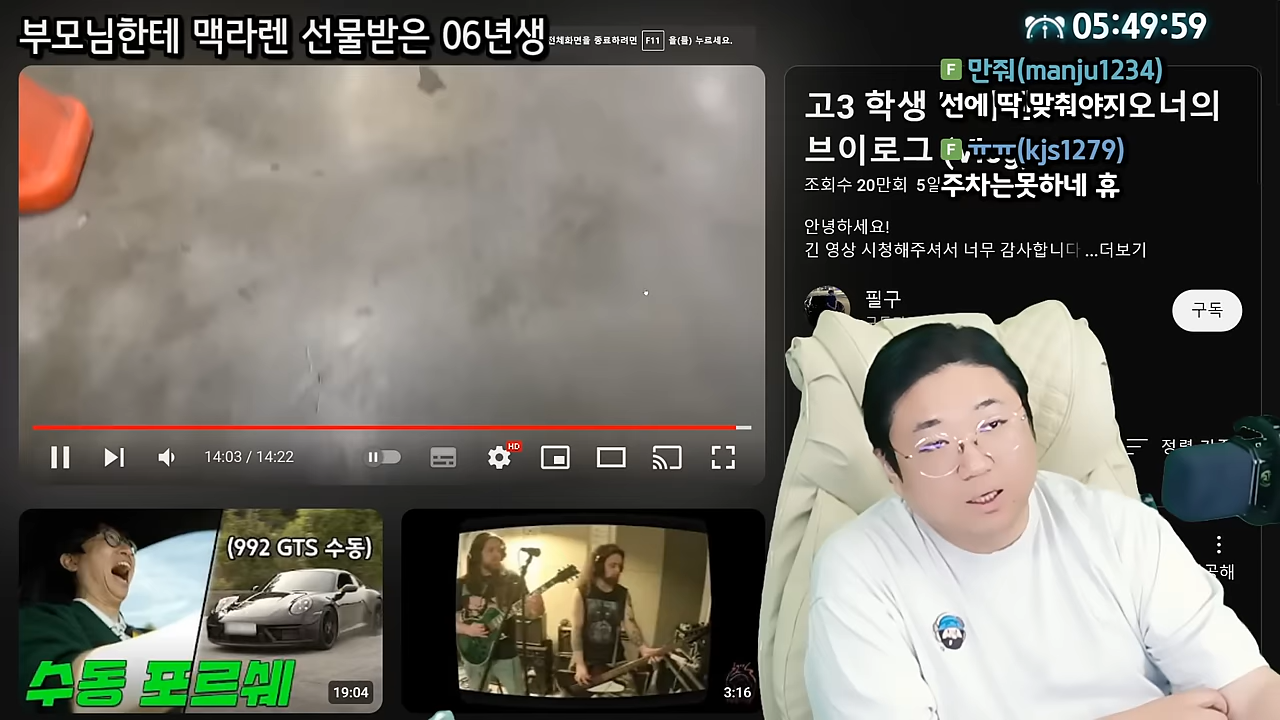 부모님한테 맥라렌 선물받은 06년생
전체화면을 종료하려면 F11 을(를) 누르세요.
05:49:59
F 만줘(manju1234)
선에 딱 맞춰야지
고3 학생
오너의
브이로그
F ㅠㅠ(kjs1279)
주차는못하네 휴
조회수 20만회 5일
안녕하세요!
긴 영상 시청해주셔서 너무 감사합니다 ...더보기
필구
구독
HD
14:03 / 14:22
정렬
(992 GTS 수동)
수동 포르쉐
19:04
3:16